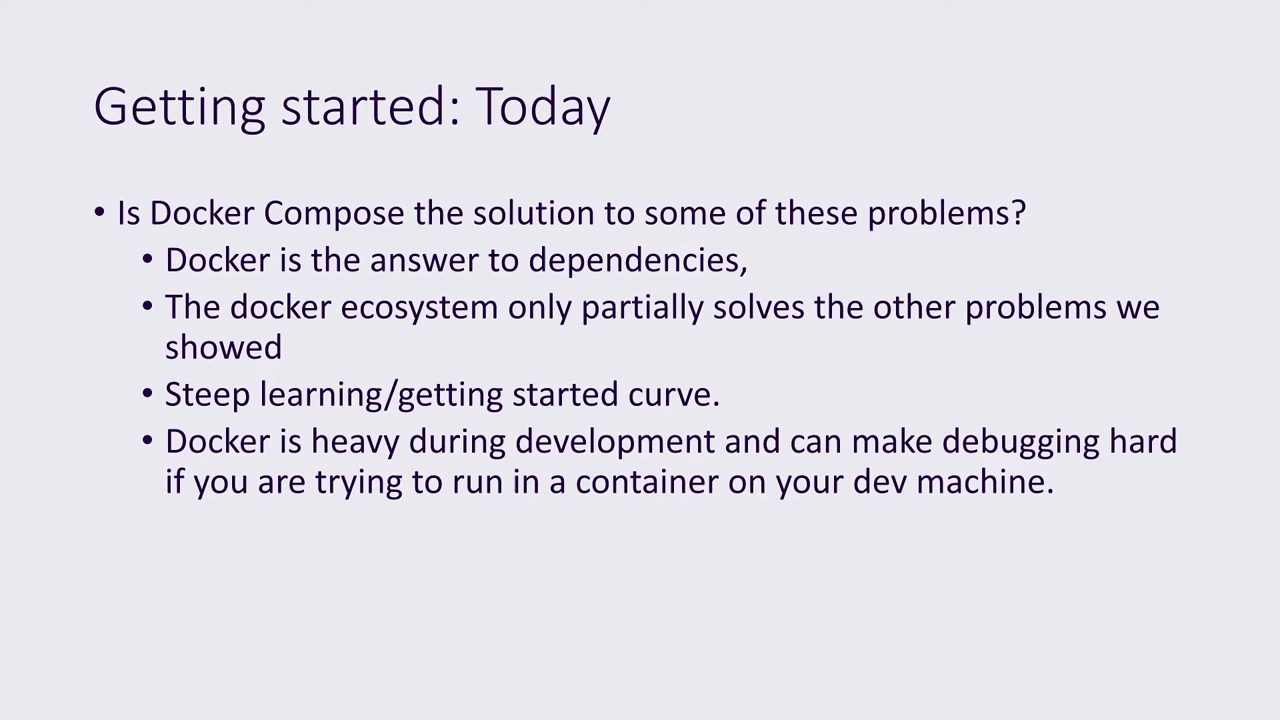 Getting started: Today
• Is Docker Compose the solution to some of these problems?
• Docker is the answer to dependencies,
• The docker ecosystem only partially solves the other problems we
showed
• Steep learning/getting started curve.
• Docker is heavy during development and can make debugging hard
if you are trying to run in a container on your dev machine.